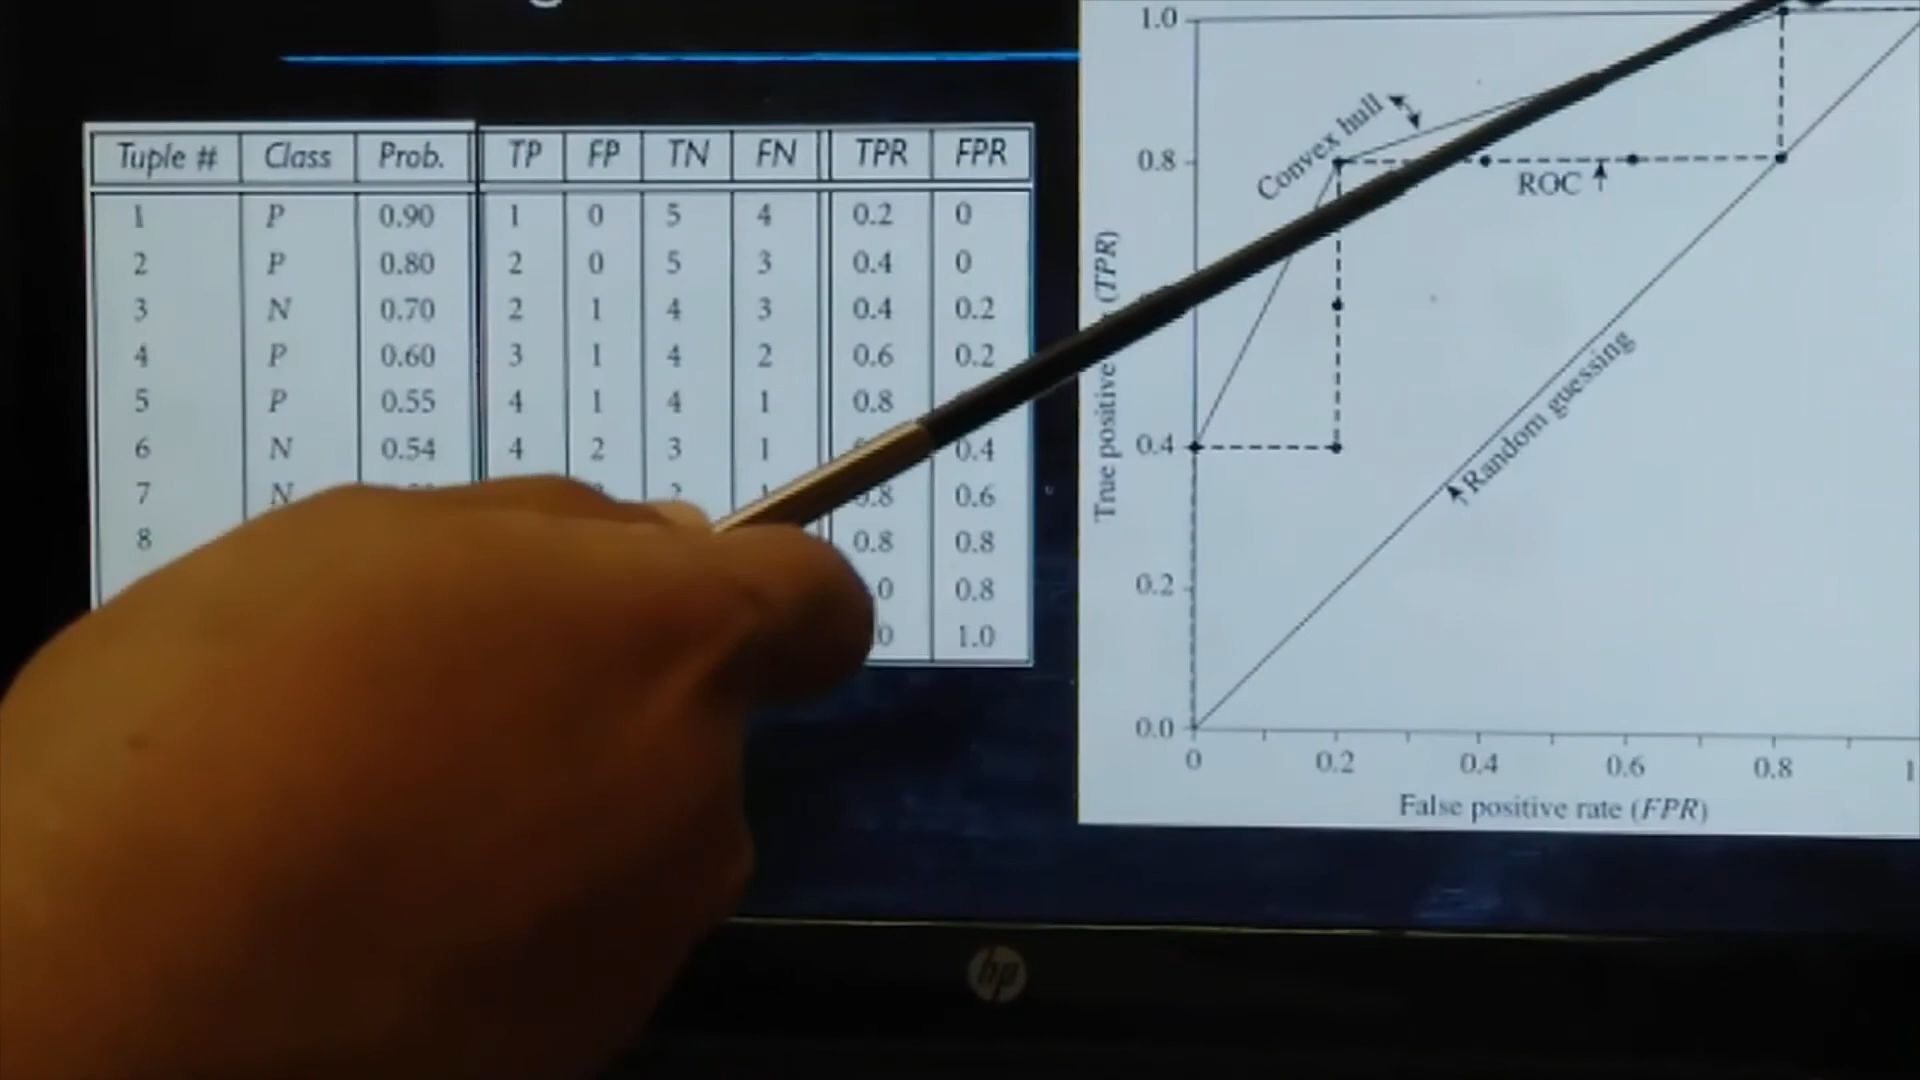 Tuple # Class Prob. TP FP TN FN TPR FPR
1 P 0.90 1 0 5 4 0.2 0
2 P 0.80 2 0 5 3 0.4 0
3 N 0.70 2 1 4 3 0.4 0.2
4 P 0.60 3 1 4 2 0.6 0.2
5 P 0.55 4 1 4 1 0.8
6 N 0.54 4 2 3 1 0.4
7 N 0.6
8 0.8 0.8
0.8
1.0
1.0
0.8
0.4
0.2
0.0
True positive (TPR)
Convex hull
ROC
Random guessing
0 0.2 0.4 0.6 0.8 1
False positive rate (FPR)
hp